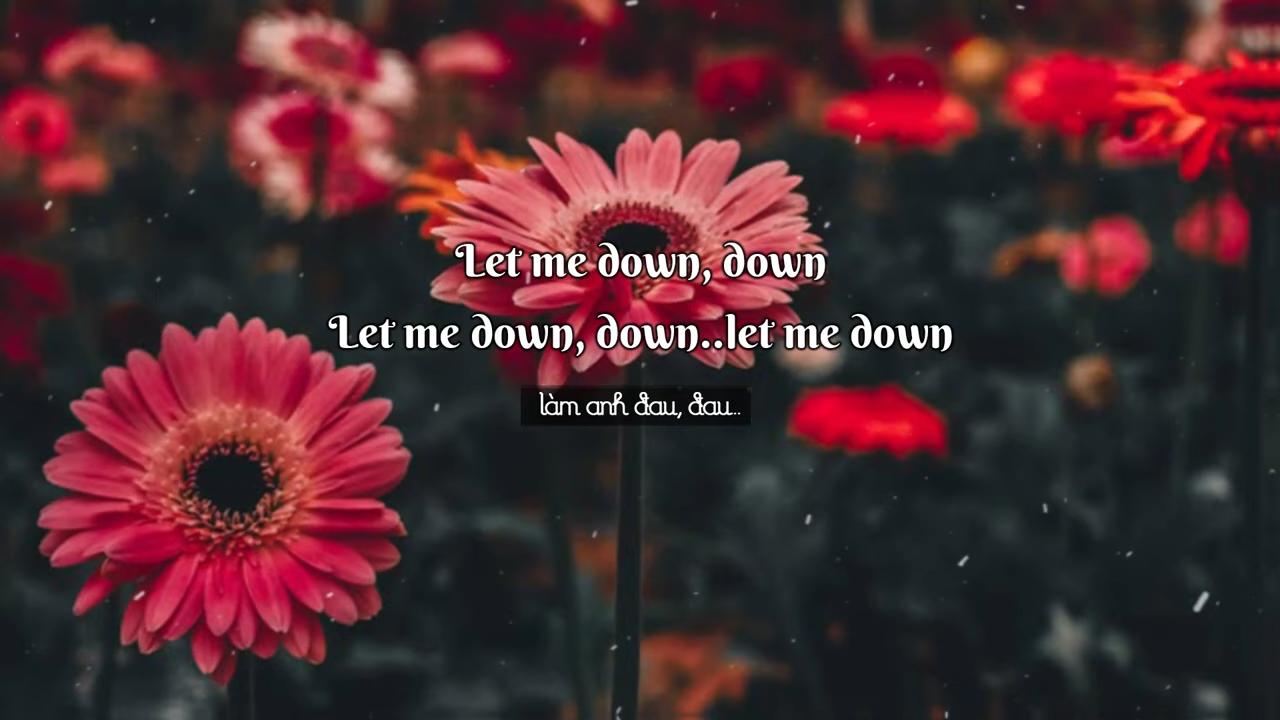 Let me down, down
Let me down, down..let me down
làm anh đau, đau..